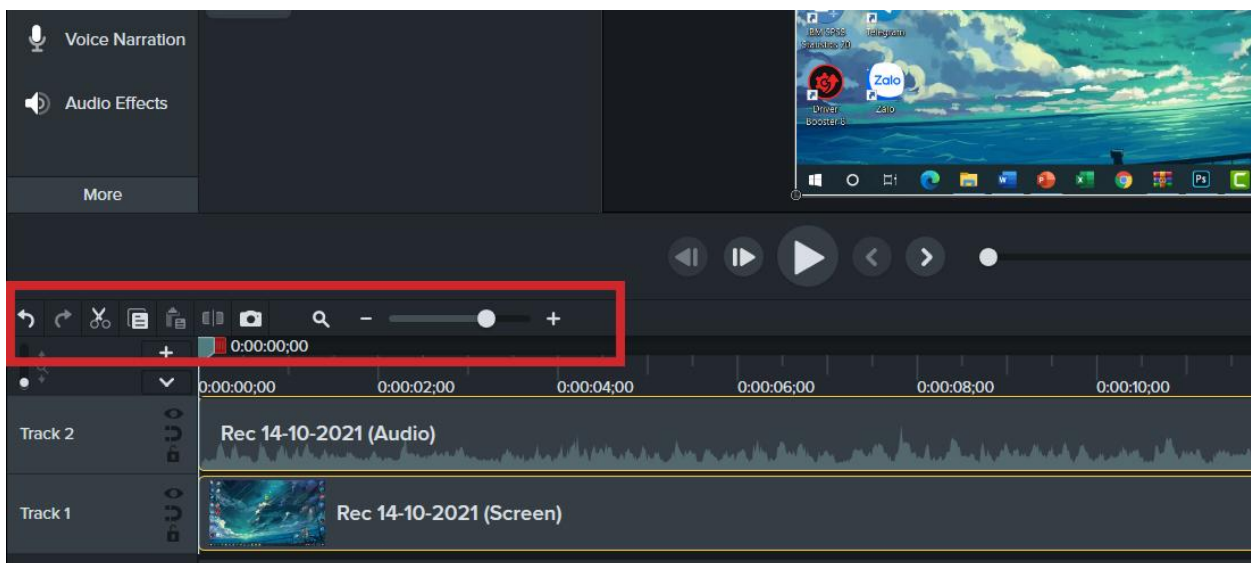 Voice Narration
Audio Effects
More
Telegram
Zalo
Driver
Zalo
Booster 8
W
P
X
Ps
C
0:00:00;00
0:00:00;00 0:00:02;00 0:00:04;00 0:00:06;00 0:00:08;00 0:00:10;00
Track 2
Rec 14-10-2021 (Audio)
Track 1
Rec 14-10-2021 (Screen)